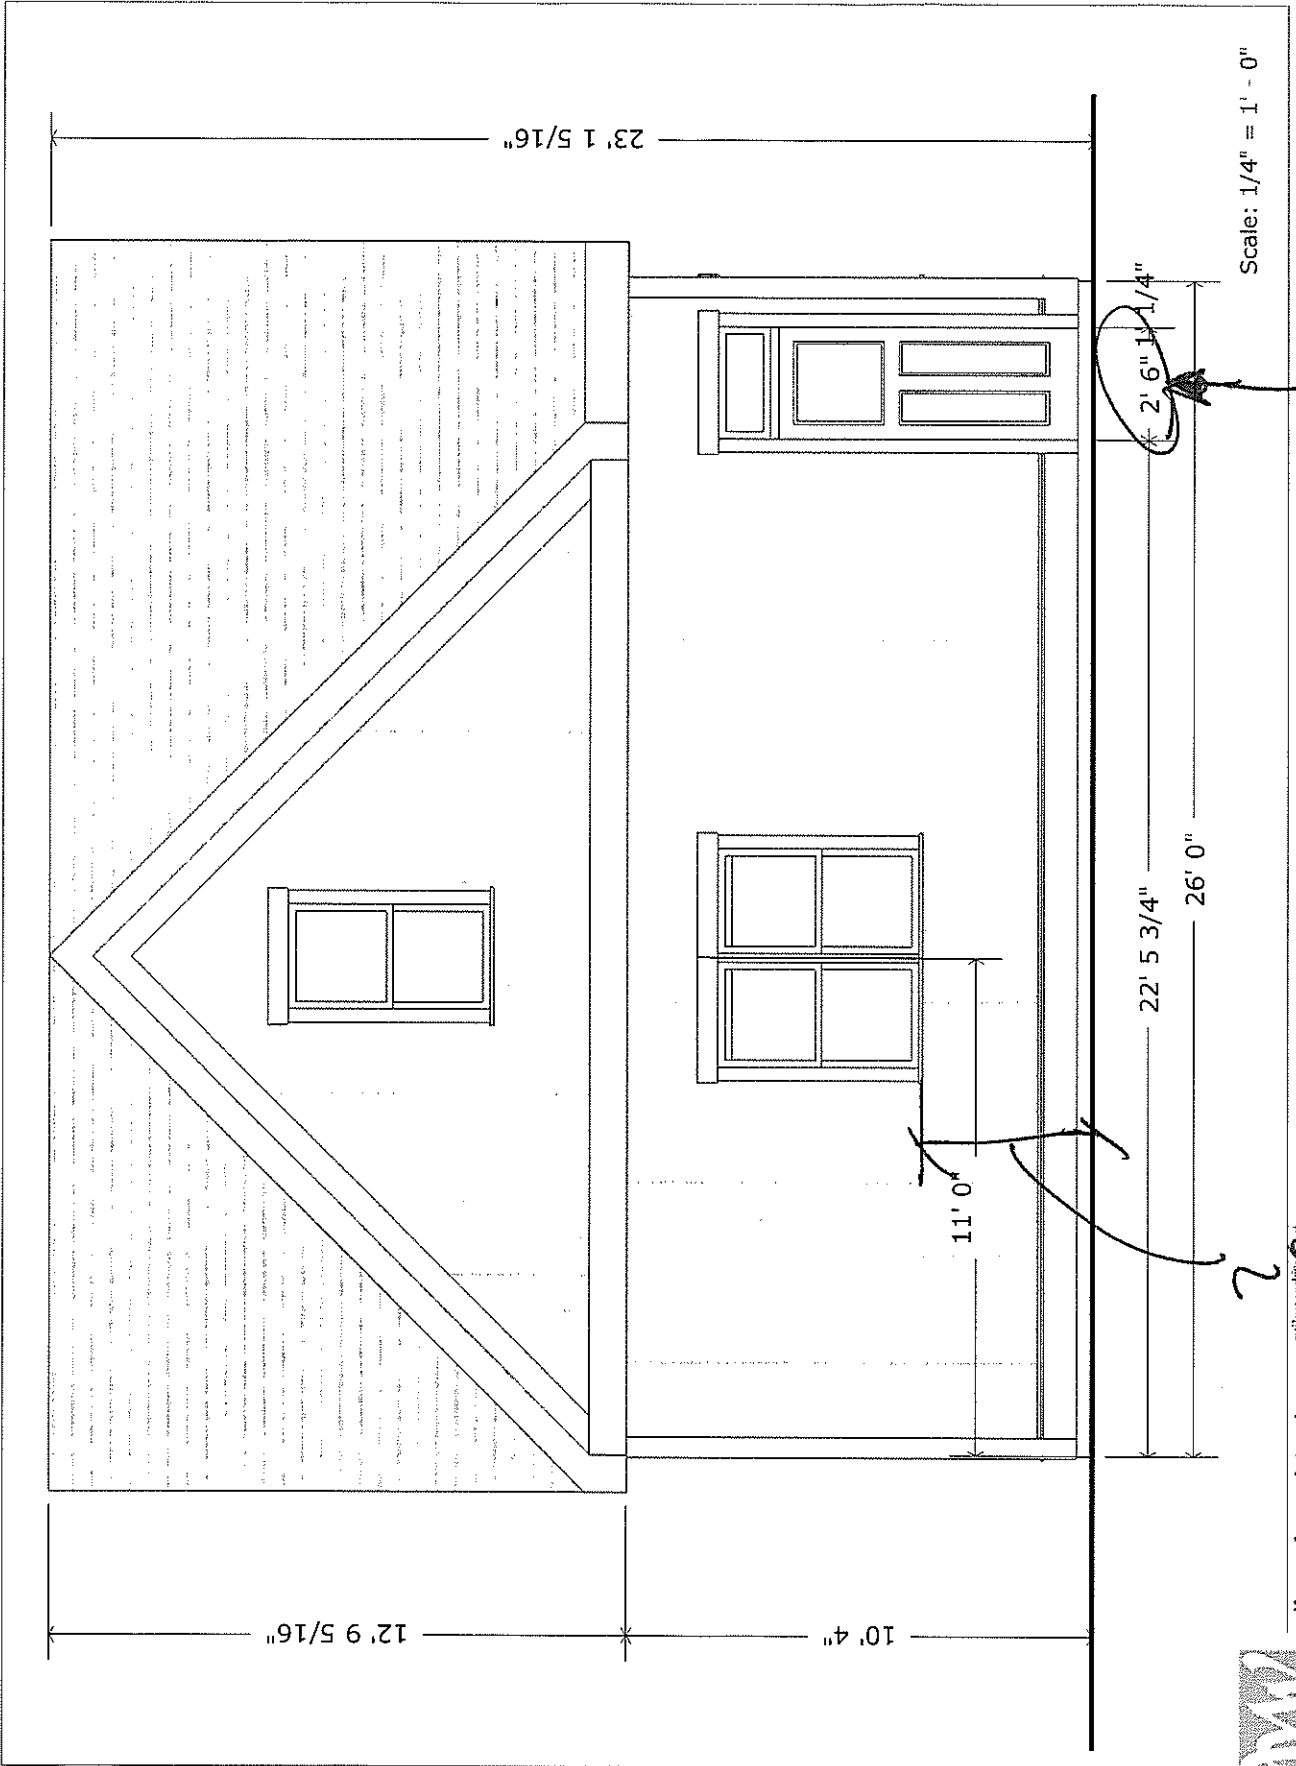 23' 1 5/16"
12' 9 5/16"
10' 4"
11' 0"
2' 6"
1 1/4"
22' 5 3/4"
26' 0"
Scale: 1/4" = 1' - 0"